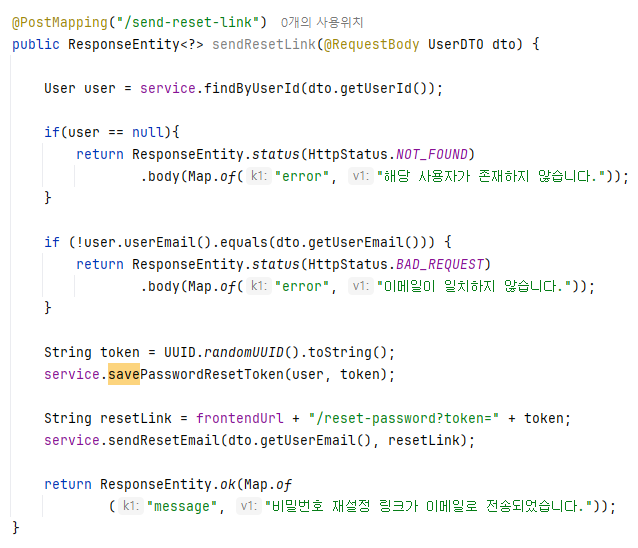 @PostMapping("/send-reset-link") 0개의 사용위치
public ResponseEntity<?> sendResetLink(@RequestBody UserDTO dto) {
User user = service.findByUserId(dto.getUserId());
if(user == null){
return ResponseEntity.status(HttpStatus.NOT_FOUND)
.body(Map.of( k1: "error", v1: "해당 사용자가 존재하지 않습니다."));
}
if (!user.userEmail().equals(dto.getUserEmail())) {
return ResponseEntity.status(HttpStatus.BAD_REQUEST)
.body(Map.of( k1: "error", v1: "이메일이 일치하지 않습니다."));
}
String token = UUID.randomUUID().toString();
service.savePasswordResetToken(user, token);
String resetLink = frontendUrl + "/reset-password?token=" + token;
service.sendResetEmail(dto.getUserEmail(), resetLink);
return ResponseEntity.ok(Map.of
( k1: "message", v1: "비밀번호 재설정 링크가 이메일로 전송되었습니다."));
}